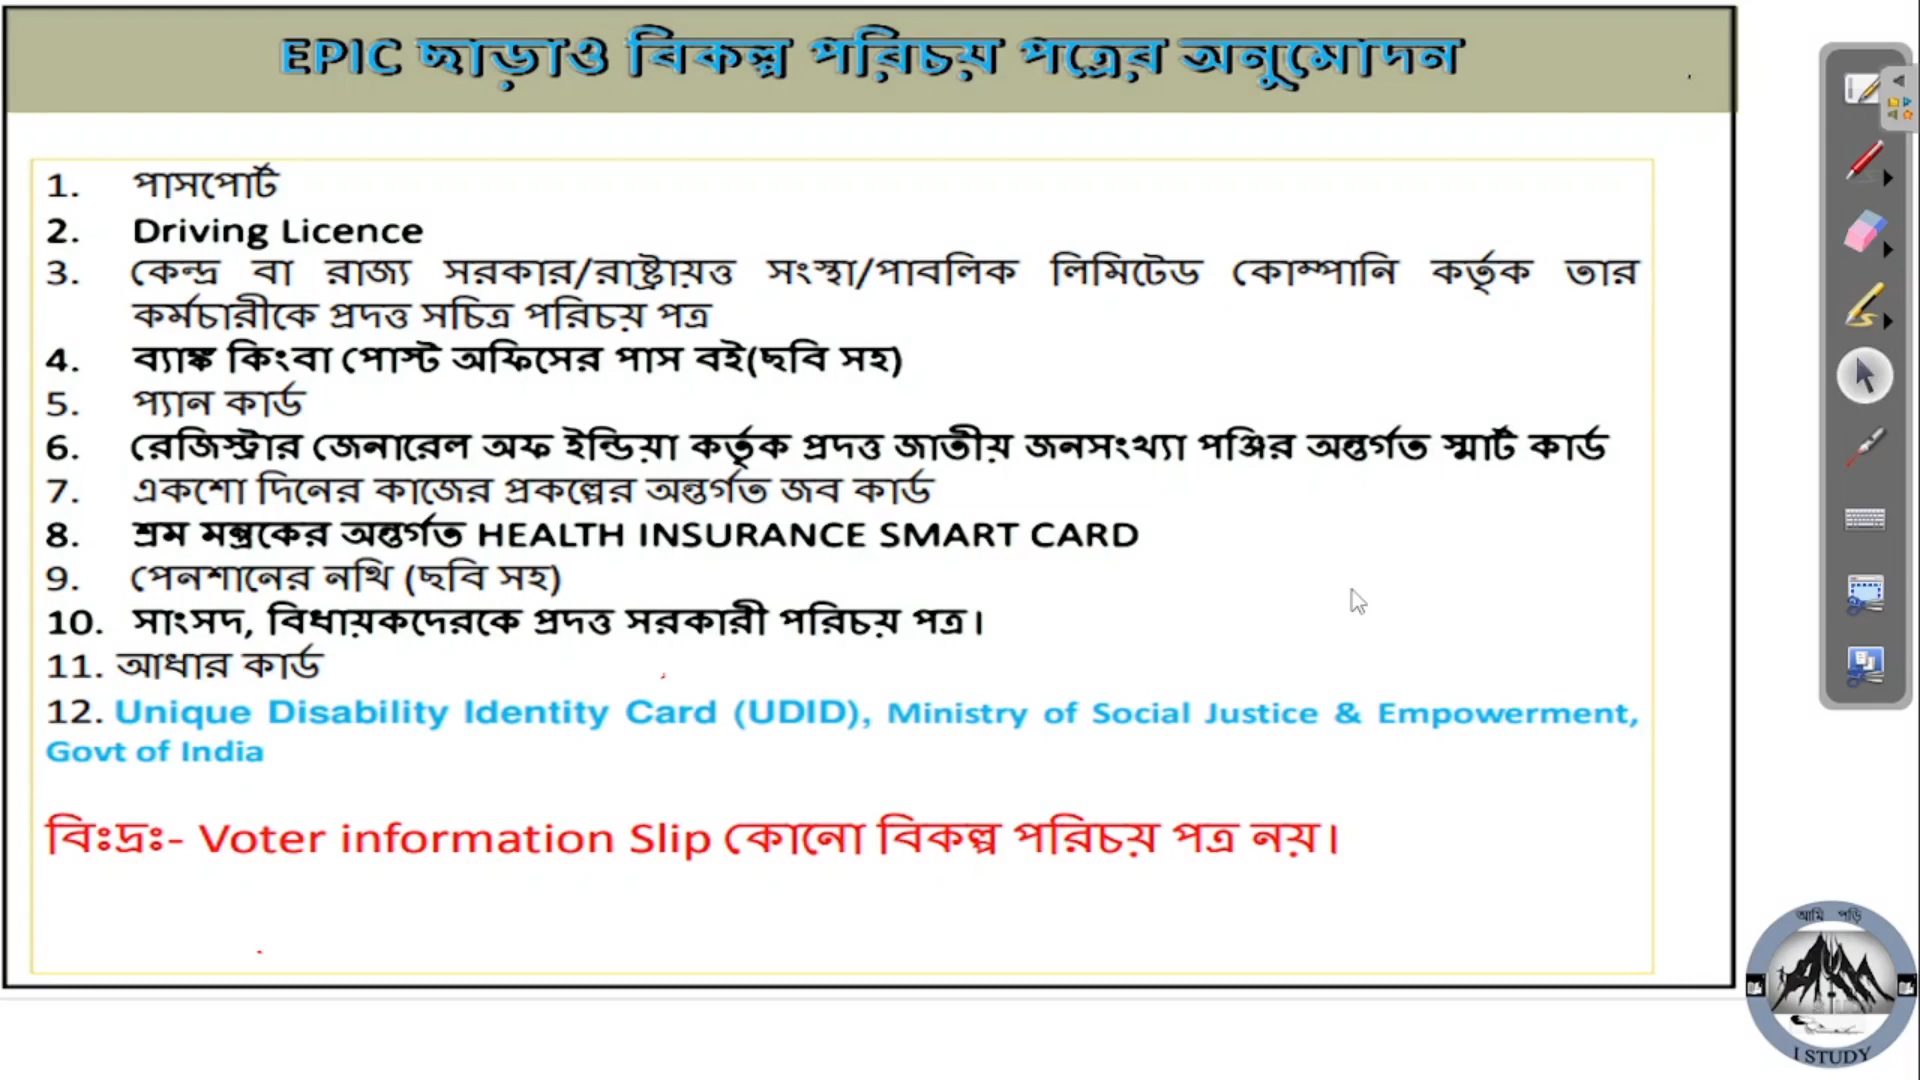 EPIC ছাড়াও বিকল্প পরিচয় পত্রের অনুমোদন
1. পাসপোর্ট
2. Driving Licence
3. কেন্দ্র বা রাজ্য সরকার/রাষ্ট্রায়ত্ত সংস্থা/পাবলিক লিমিটেড কোম্পানি কর্তৃক তার
কর্মচারীকে প্রদত্ত সচিত্র পরিচয় পত্র
4. ব্যাঙ্ক কিংবা পোস্ট অফিসের পাস বই(ছবি সহ)
5. প্যান কার্ড
6. রেজিস্ট্রার জেনারেল অফ ইন্ডিয়া কর্তৃক প্রদত্ত জাতীয় জনসংখ্যা পঞ্জির অন্তর্গত স্মার্ট কার্ড
7. একশো দিনের কাজের প্রকল্পের অন্তর্গত জব কার্ড
8. শ্রম মন্ত্রকের অন্তর্গত HEALTH INSURANCE SMART CARD
9. পেনশানের নথি (ছবি সহ)
10. সাংসদ, বিধায়কদেরকে প্রদত্ত সরকারী পরিচয় পত্র।
11. আধার কার্ড
12. Unique Disability Identity Card (UDID), Ministry of Social Justice & Empowerment,
Govt of India
বিঃদ্রঃ- Voter information Slip কোনো বিকল্প পরিচয় পত্র নয়।
আমি পড়ি
I STUDY